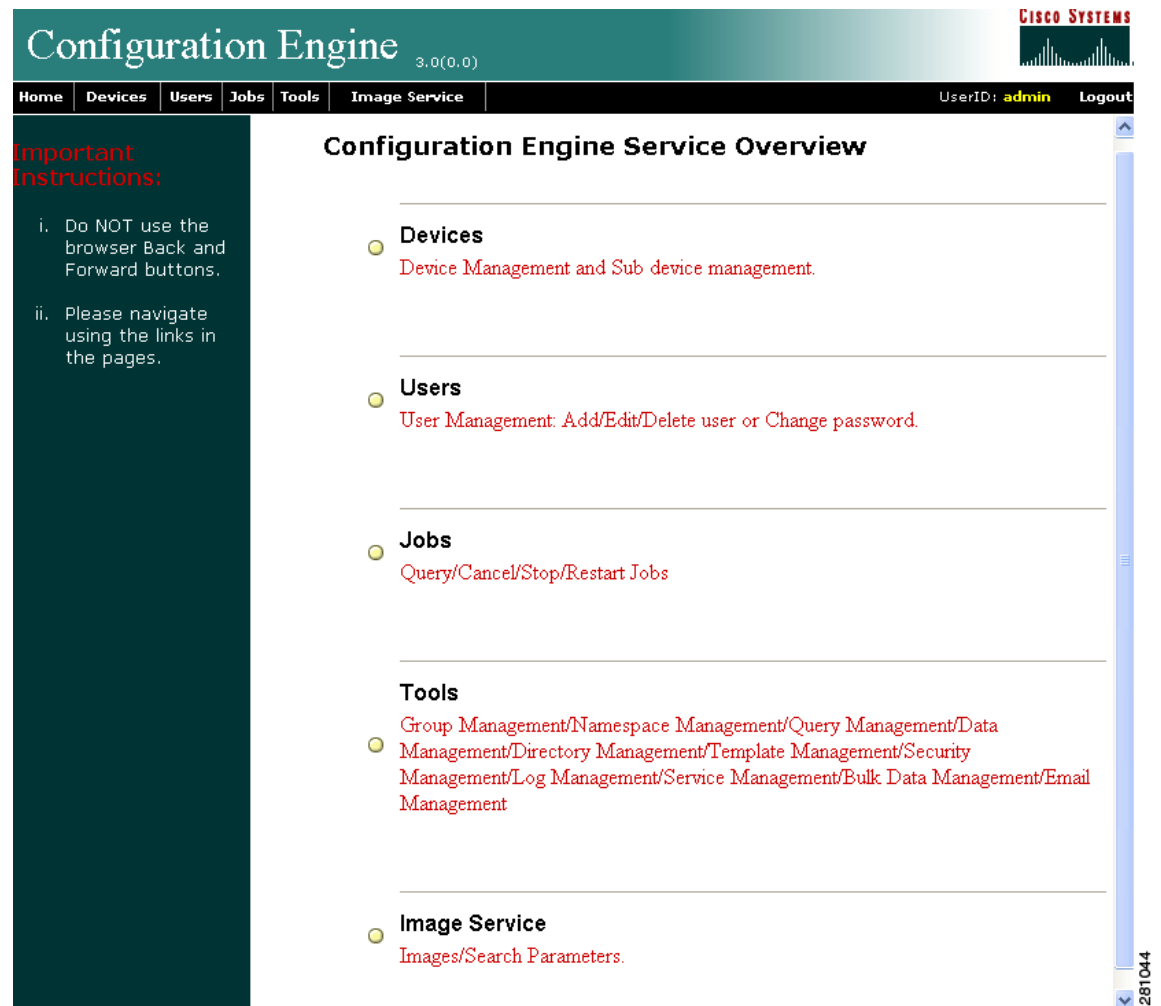 CISCO SYSTEMS
Configuration Engine 3.0(0.0)
Home Devices Users Jobs Tools Image Service UserID: admin Logout
Important
Instructions:
i. Do NOT use the
browser Back and
Forward buttons.
ii. Please navigate
using the links in
the pages.
Configuration Engine Service Overview
Devices
Device Management and Sub device management.
Users
User Management: Add/Edit/Delete user or Change password.
Jobs
Query/Cancel/Stop/Restart Jobs
Tools
Group Management/Namespace Management/Query Management/Data
Management/Directory Management/Template Management/Security
Management/Log Management/Service Management/Bulk Data Management/Email
Management
Image Service
Images/Search Parameters.
281044